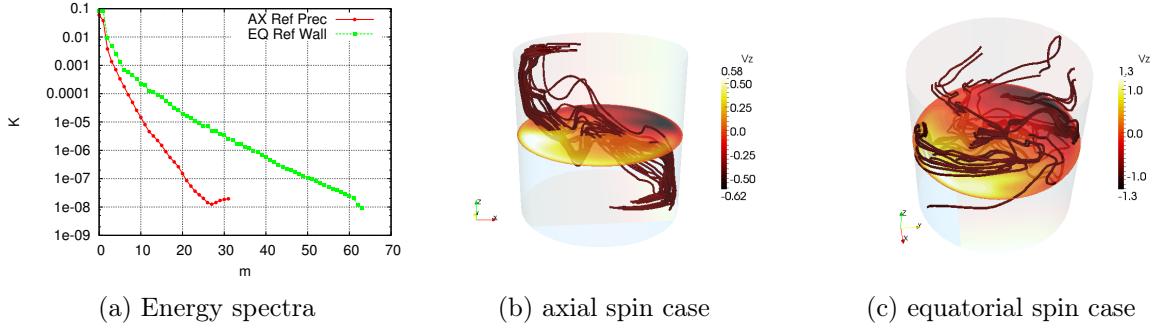 0.1
0.01
0.001
0.0001
1e-05
1e-06
1e-07
1e-08
1e-09
K
0 10 20 30 40 50 60 70
m
AX Ref Prec
EQ Ref Wall
(a) Energy spectra
Vz
0.58
0.50
0.25
0.0
-0.25
-0.50
-0.62
z
y
x
(b) axial spin case
Vz
1,3
1.0
0.0
-1.0
-1.3
z
y
x
(c) equatorial spin case